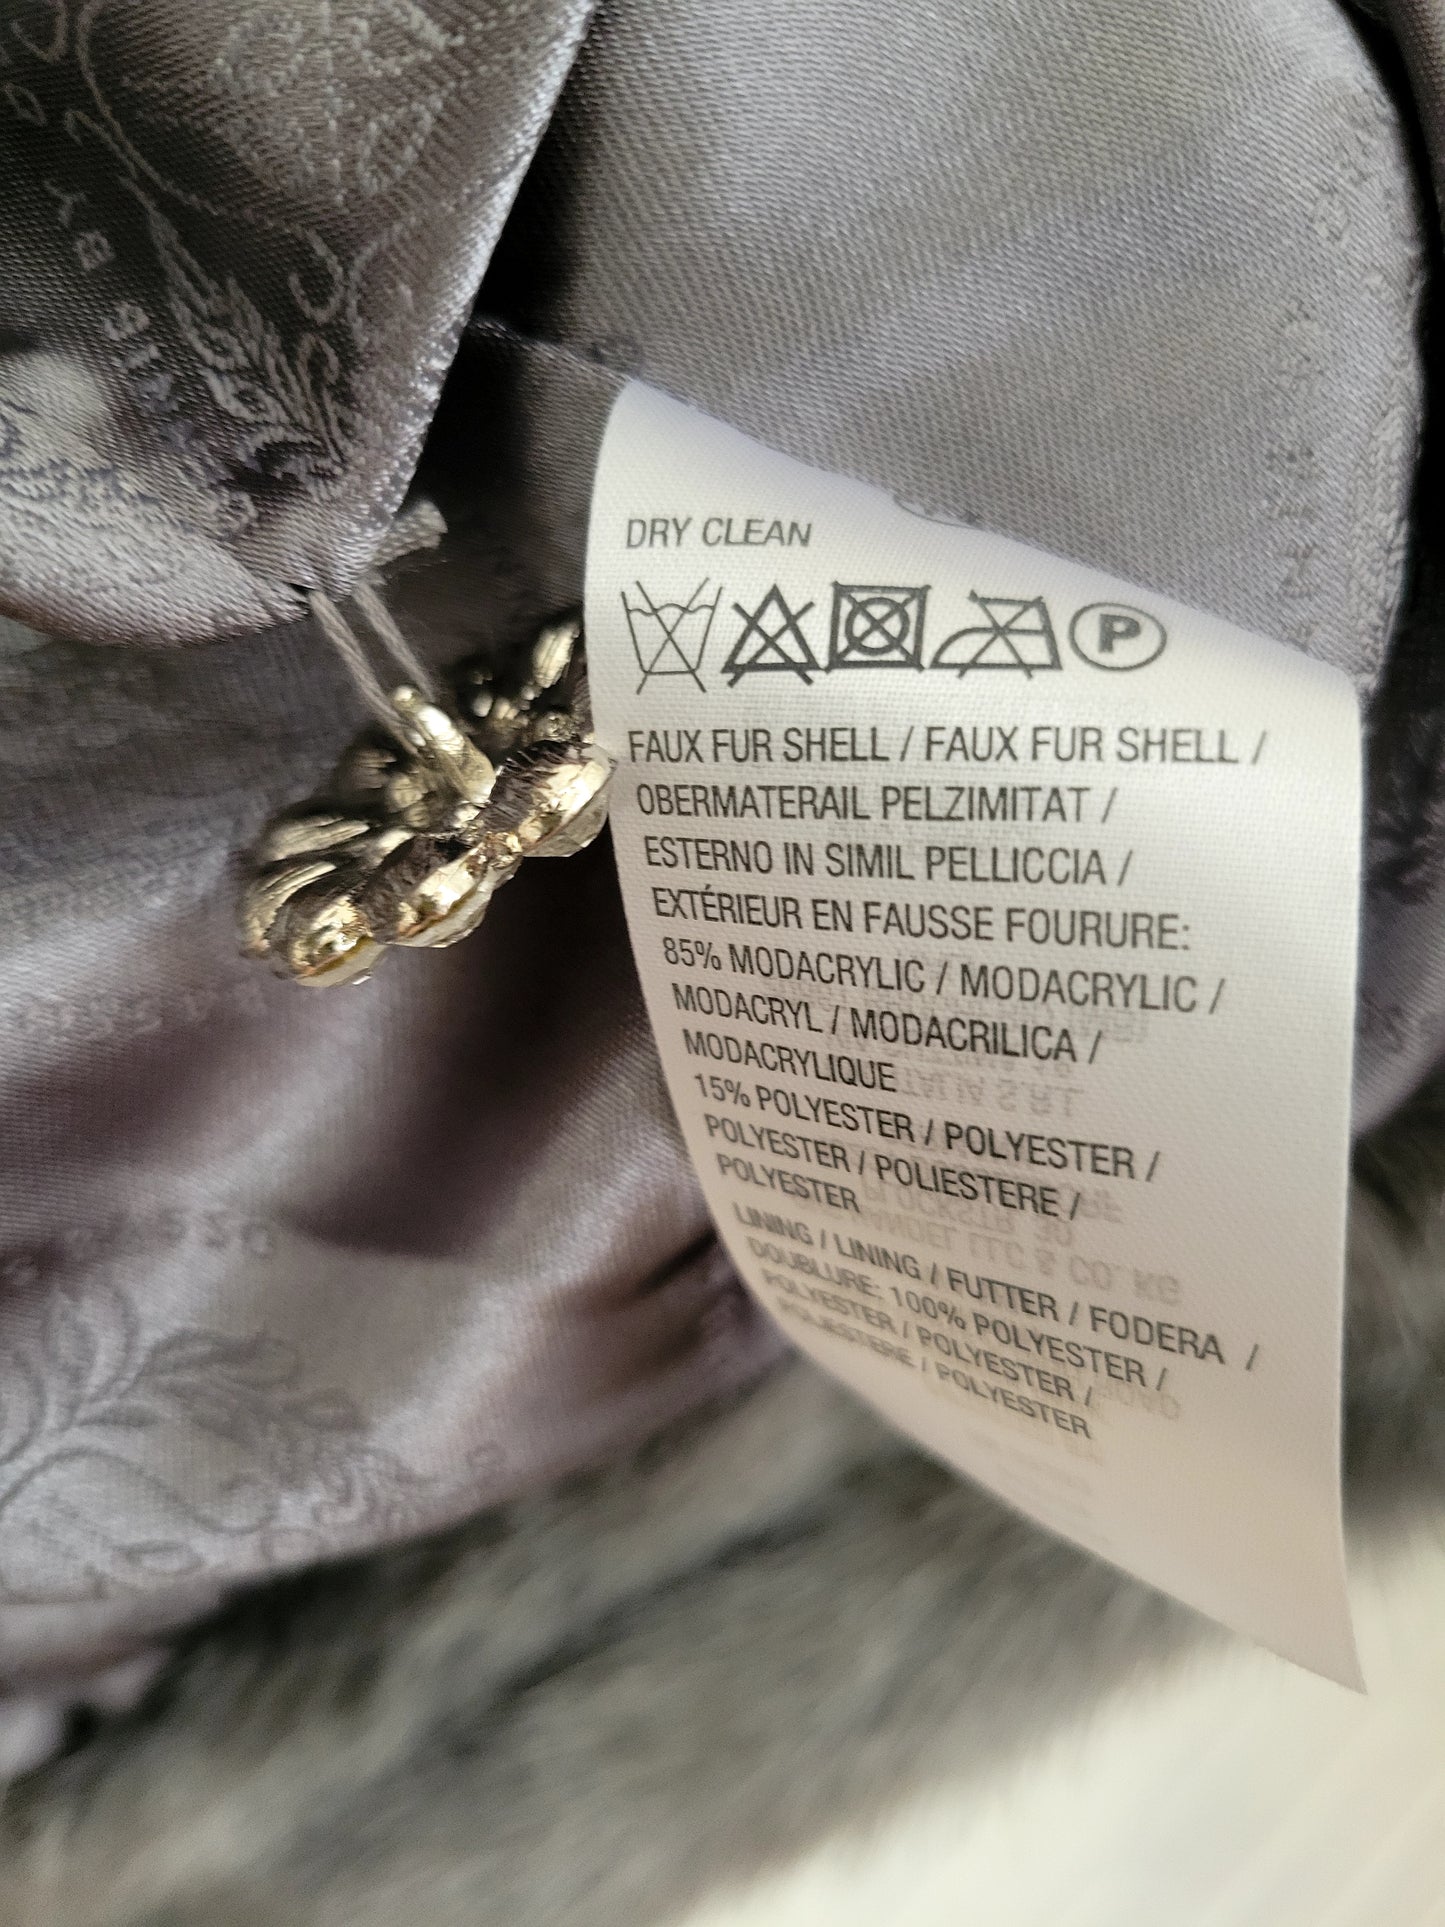 DRY CLEAN
P
FAUX FUR SHELL / FAUX FUR SHELL /
OBERMATERAIL PELZIMITAT /
ESTERNO IN SIMIL PELLICCIA /
EXTÉRIEUR EN FAUSSE FOURURE:
85% MODACRYLIC / MODACRYLIC /
MODACRYL / MODACRILICA /
MODACRYLIQUE
15% POLYESTER / POLYESTER /
POLYESTER / POLIESTERE /
POLYESTER
LINING / LINING / FUTTER / FODERA /
DOUBLURE: 100% POLYESTER /
POLYESTER / POLYESTER /
POLIESTERE / POLYESTER